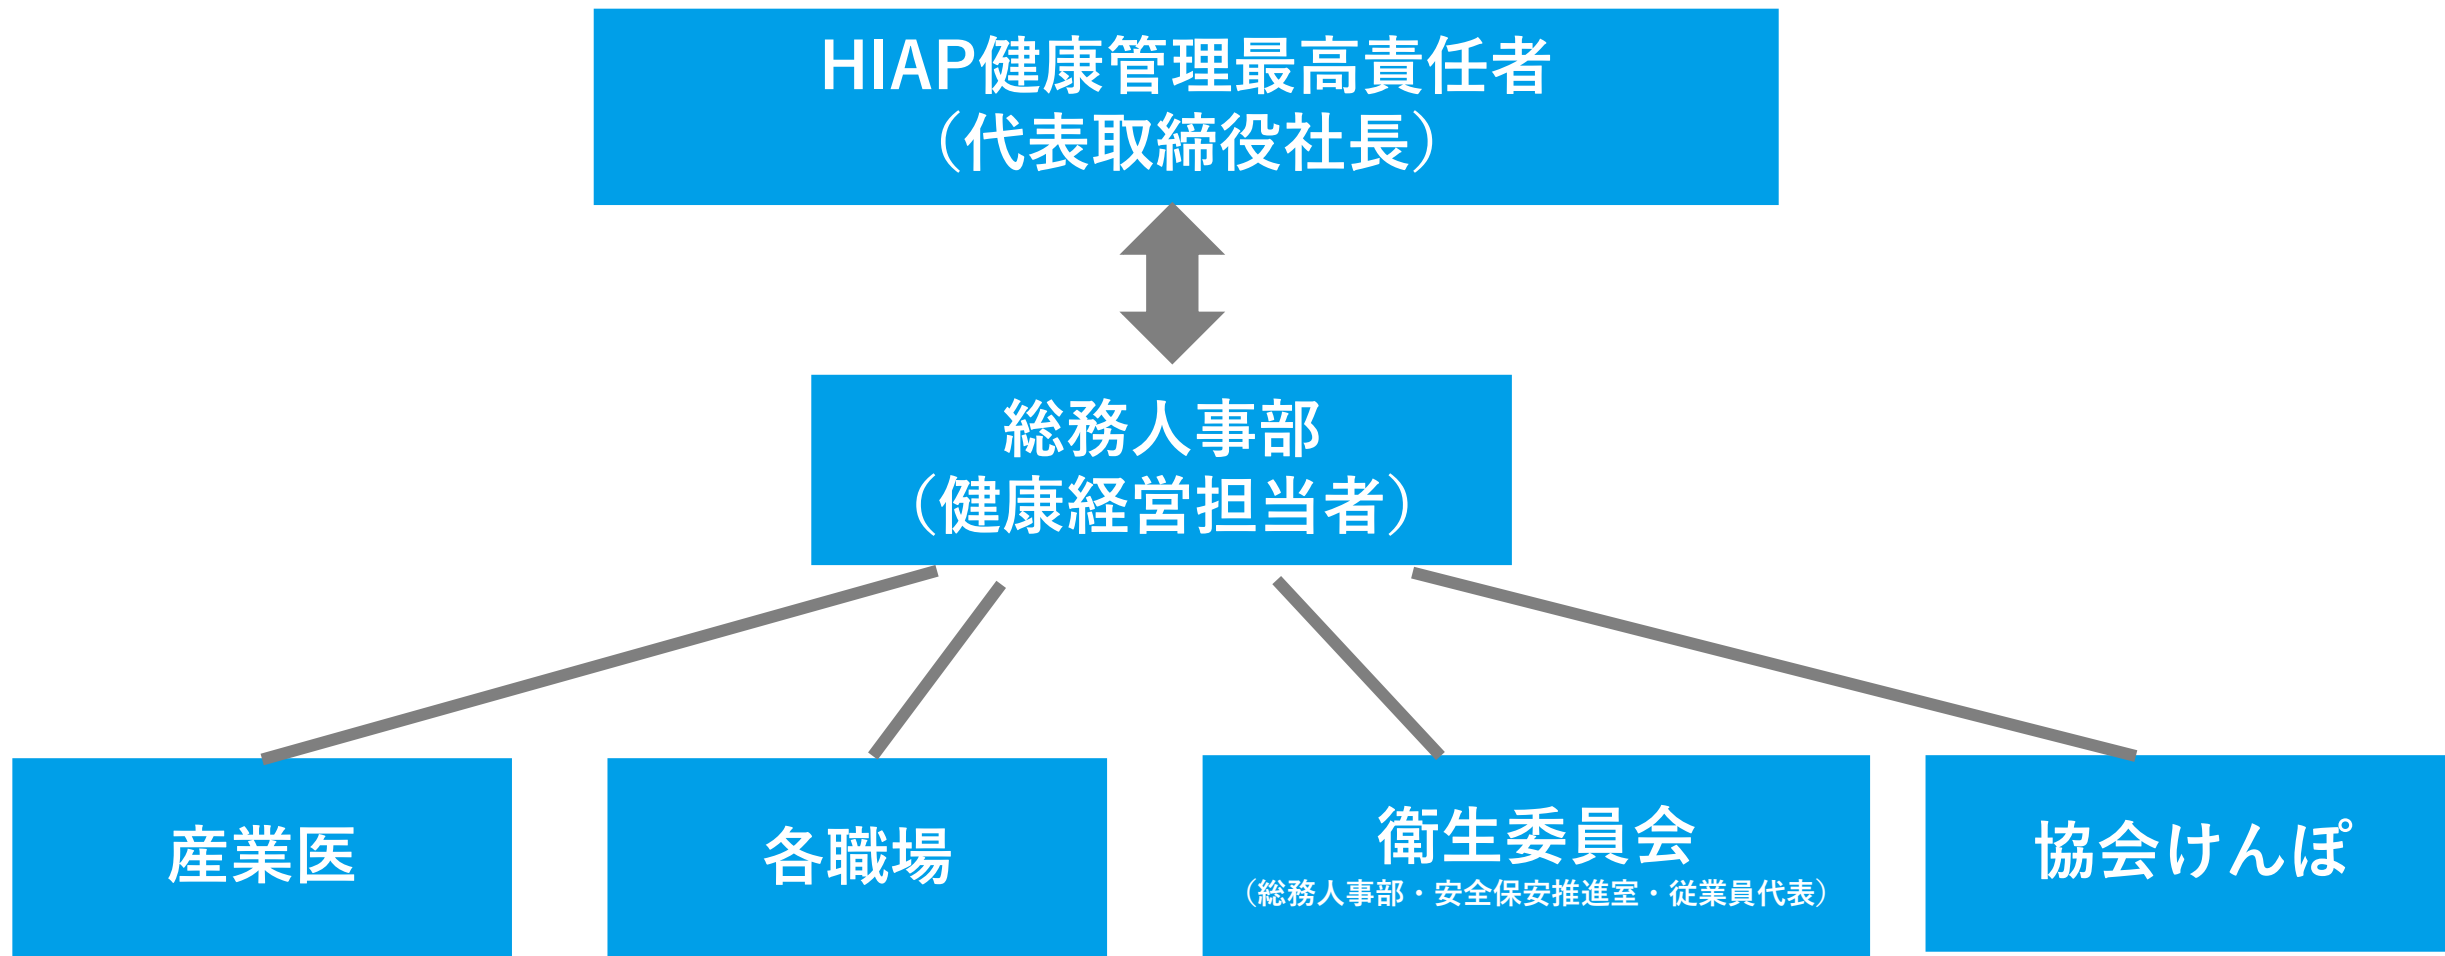 HIAP健康管理最高責任者
（代表取締役社長）
総務人事部
（健康経営担当者）
産業医
各職場
衛生委員会
（総務人事部・安全保安推進室・従業員代表）
協会けんぽ